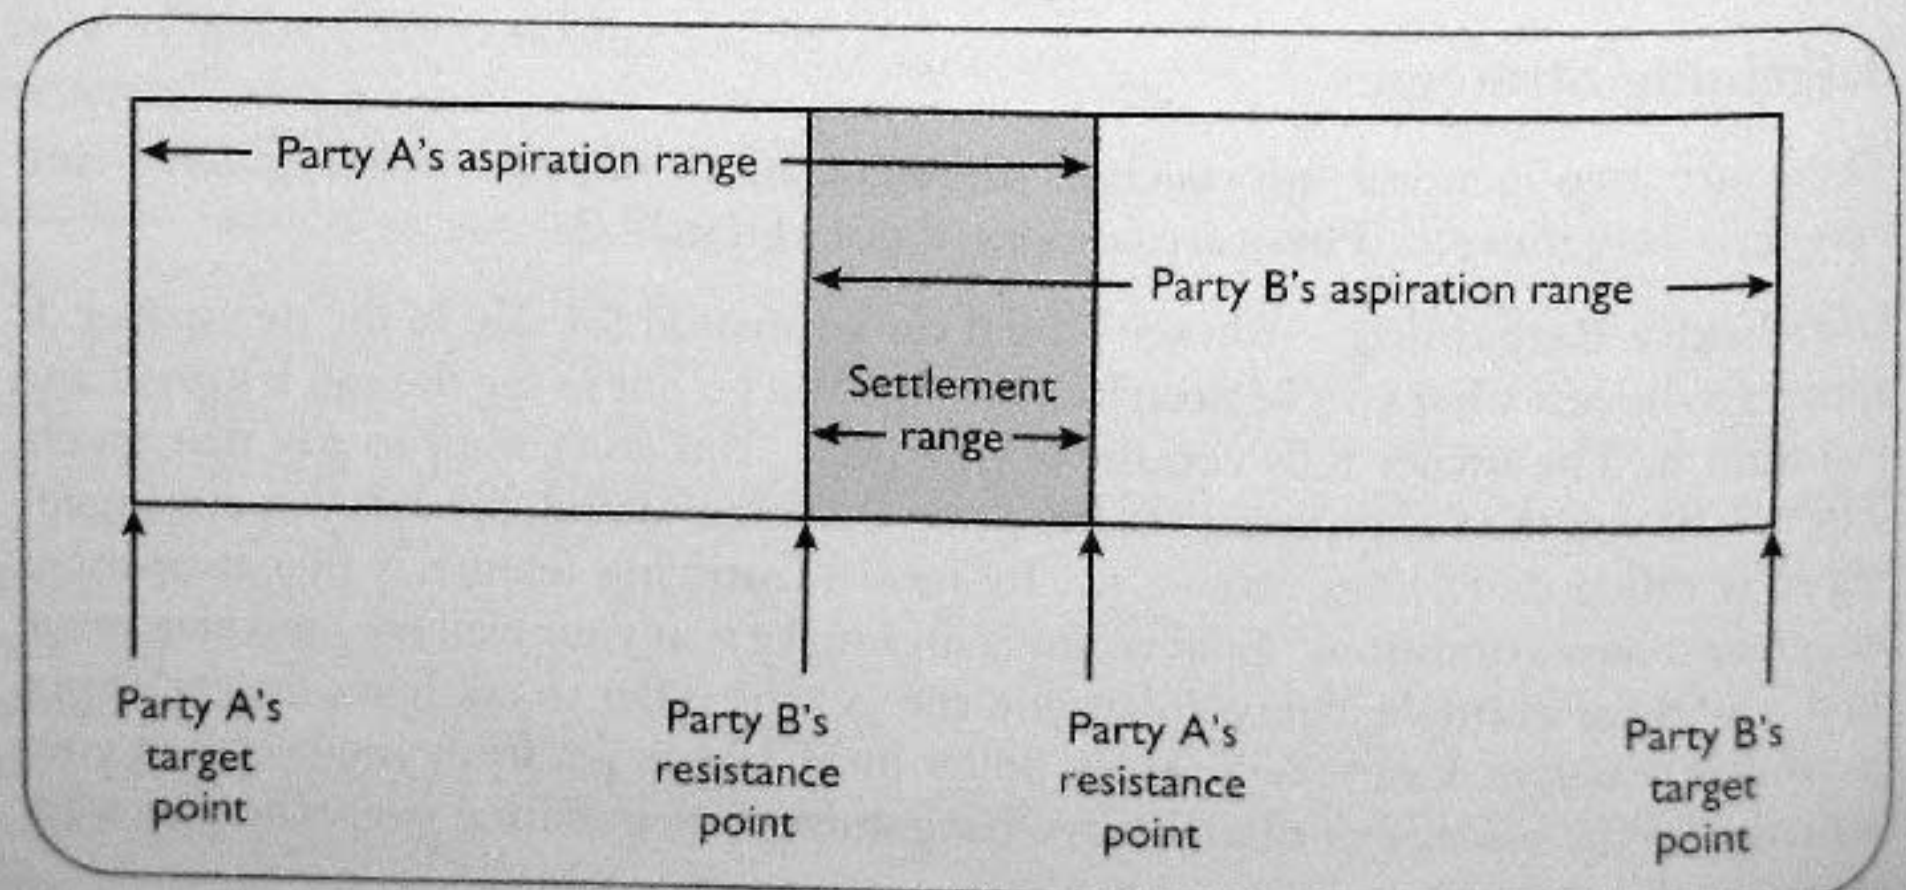 Party A's aspiration range
Party B's aspiration range
Settlement
range
Party A's
target
point
Party B's
resistance
point
Party A's
resistance
point
Party B's
target
point